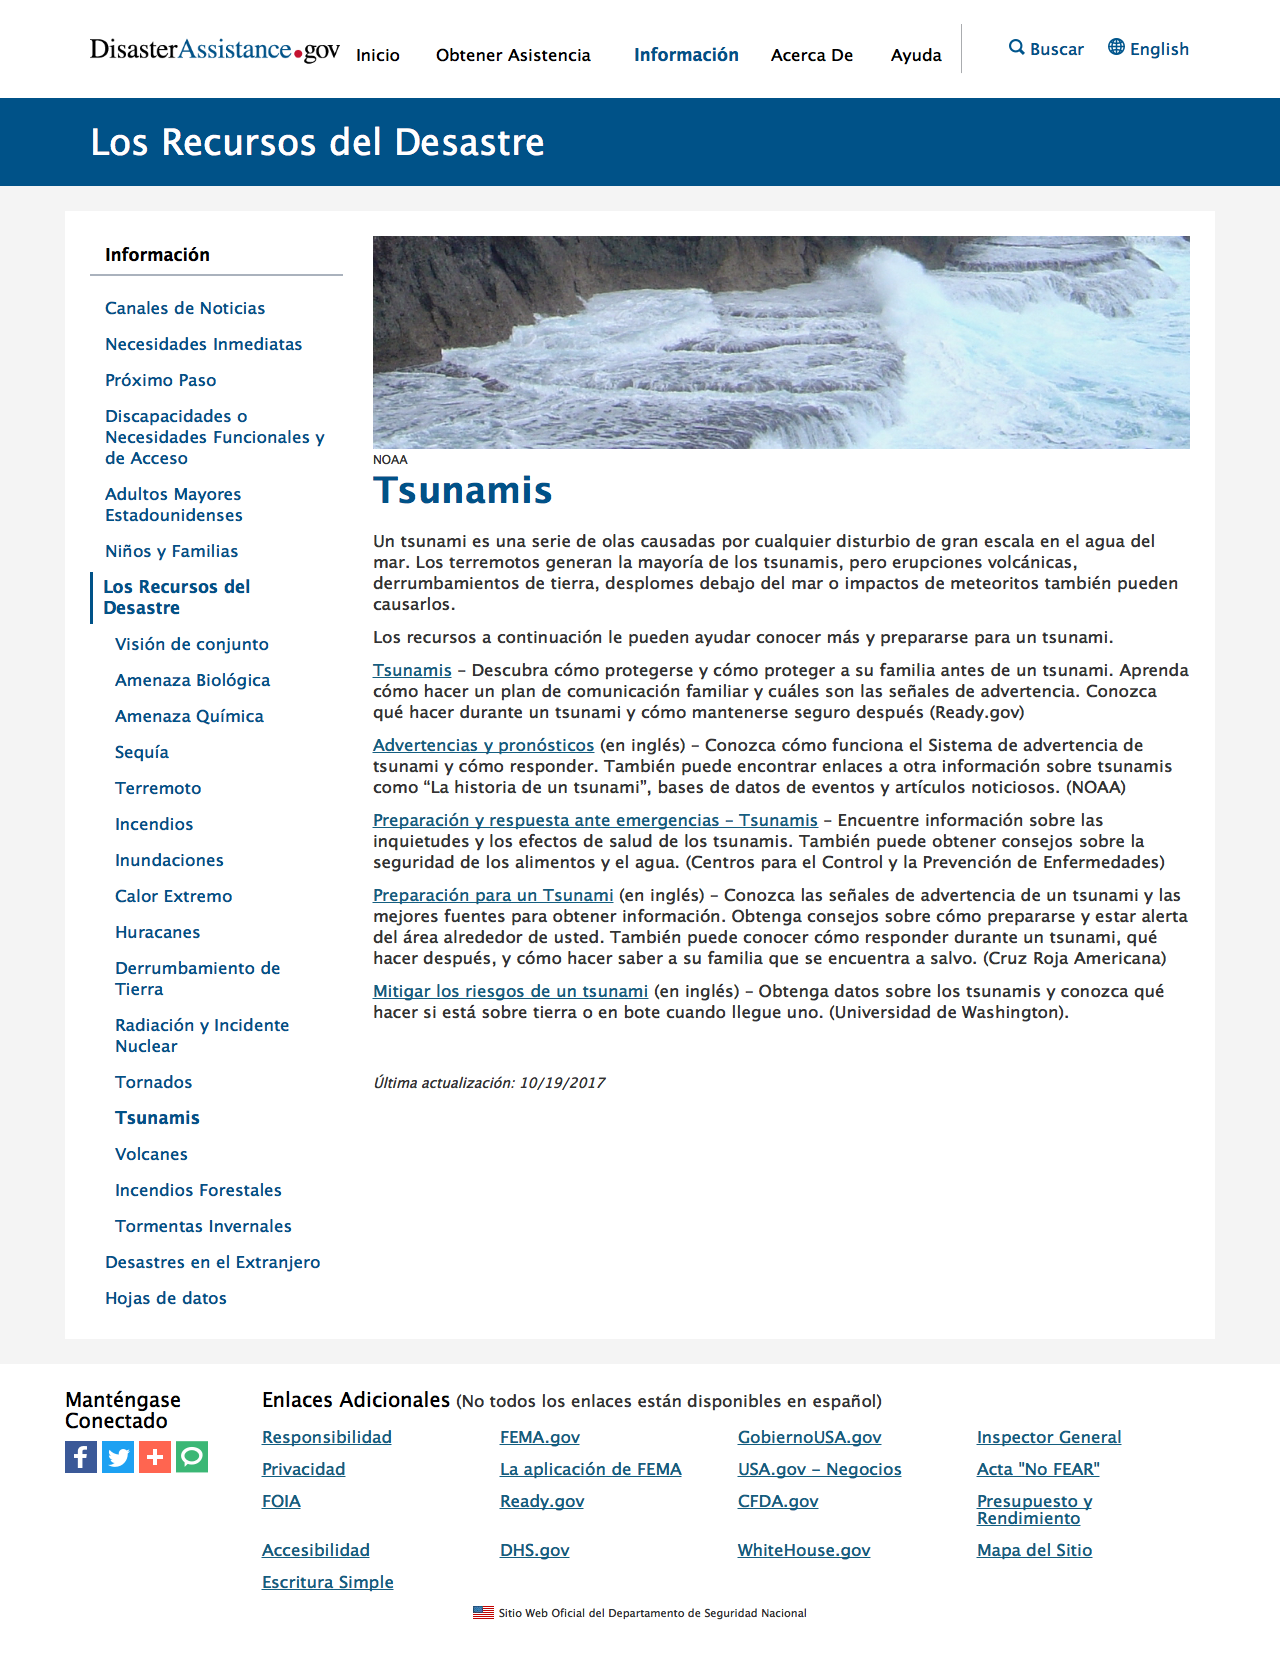 DisasterAssistance.gov
Inicio
Obtener Asistencia
Información
Acerca De
Ayuda
Buscar
English
Los Recursos del Desastre
Información
Canales de Noticias
Necesidades Inmediatas
Próximo Paso
Discapacidades o
Necesidades Funcionales y
de Acceso
Adultos Mayores
Estadounidenses
Niños y Familias
Los Recursos del
Desastre
Visión de conjunto
Amenaza Biológica
Amenaza Química
Sequía
Terremoto
Incendios
Inundaciones
Calor Extremo
Huracanes
Derrumbamiento de
Tierra
Radiación y Incidente
Nuclear
Tornados
Tsunamis
Volcanes
Incendios Forestales
Tormentas Invernales
Desastres en el Extranjero
Hojas de datos
NOAA
Tsunamis
Un tsunami es una serie de olas causadas por cualquier disturbio de gran escala en el agua del
mar. Los terremotos generan la mayoría de los tsunamis, pero erupciones volcánicas,
derrumbamientos de tierra, desplomes debajo del mar o impactos de meteoritos también pueden
causarlos.
Los recursos a continuación le pueden ayudar conocer más y prepararse para un tsunami.
Tsunamis – Descubra cómo protegerse y cómo proteger a su familia antes de un tsunami. Aprenda
cómo hacer un plan de comunicación familiar y cuáles son las señales de advertencia. Conozca
qué hacer durante un tsunami y cómo mantenerse seguro después (Ready.gov)
Advertencias y pronósticos (en inglés) – Conozca cómo funciona el Sistema de advertencia de
tsunami y cómo responder. También puede encontrar enlaces a otra información sobre tsunamis
como “La historia de un tsunami”, bases de datos de eventos y artículos noticiosos. (NOAA)
Preparación y respuesta ante emergencias – Tsunamis – Encuentre información sobre las
inquietudes y los efectos de salud de los tsunamis. También puede obtener consejos sobre la
seguridad de los alimentos y el agua. (Centros para el Control y la Prevención de Enfermedades)
Preparación para un Tsunami (en inglés) – Conozca las señales de advertencia de un tsunami y las
mejores fuentes para obtener información. Obtenga consejos sobre cómo prepararse y estar alerta
del área alrededor de usted. También puede conocer cómo responder durante un tsunami, qué
hacer después, y cómo hacer saber a su familia que se encuentra a salvo. (Cruz Roja Americana)
Mitigar los riesgos de un tsunami (en inglés) – Obtenga datos sobre los tsunamis y conozca qué
hacer si está sobre tierra o en bote cuando llegue uno. (Universidad de Washington).
Última actualización: 10/19/2017
Manténgase
Conectado
Enlaces Adicionales (No todos los enlaces están disponibles en español)
Responsibilidad
FEMA.gov
GobiernoUSA.gov
Inspector General
Privacidad
La aplicación de FEMA
USA.gov – Negocios
Acta "No FEAR"
FOIA
Ready.gov
CFDA.gov
Presupuesto y
Rendimiento
Accesibilidad
DHS.gov
WhiteHouse.gov
Mapa del Sitio
Escritura Simple
Sitio Web Oficial del Departamento de Seguridad Nacional